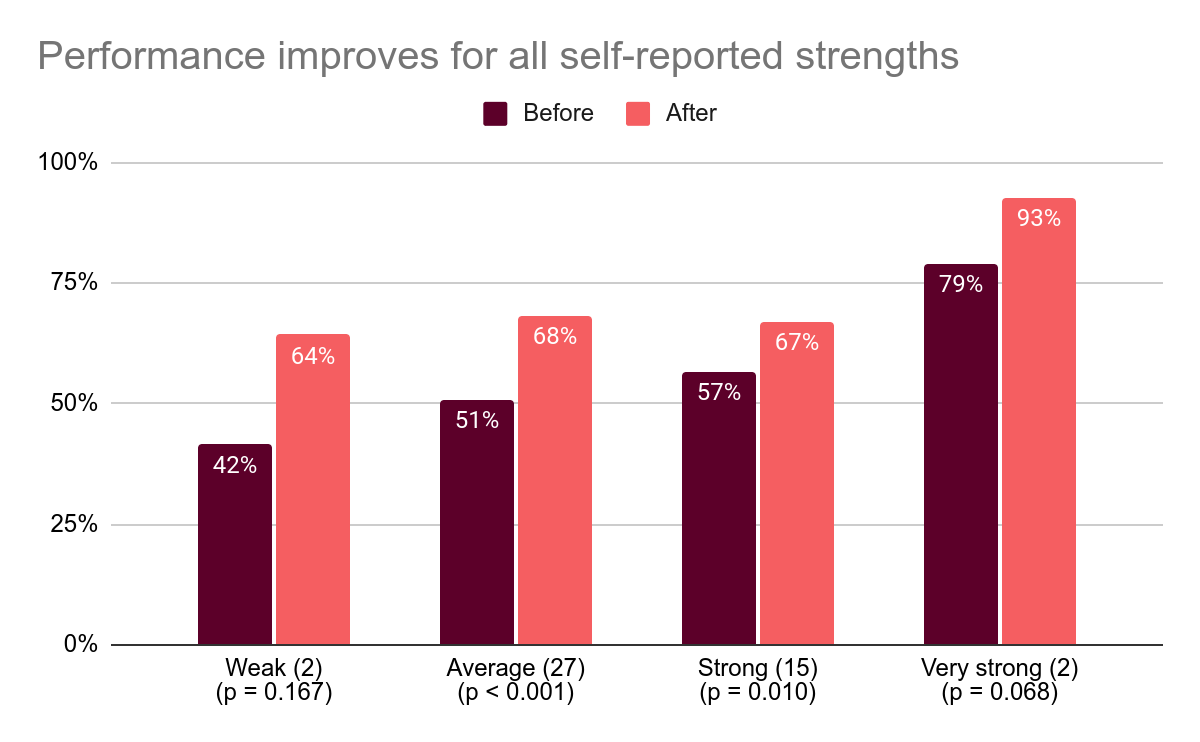 Performance improves for all self-reported strengths
Before After
100%
75%
50%
25%
0%
42% 64% 51% 68% 57% 67% 79% 93%
Weak (2) Average (27) Strong (15) Very strong (2)
(p = 0.167) (p < 0.001) (p = 0.010) (p = 0.068)